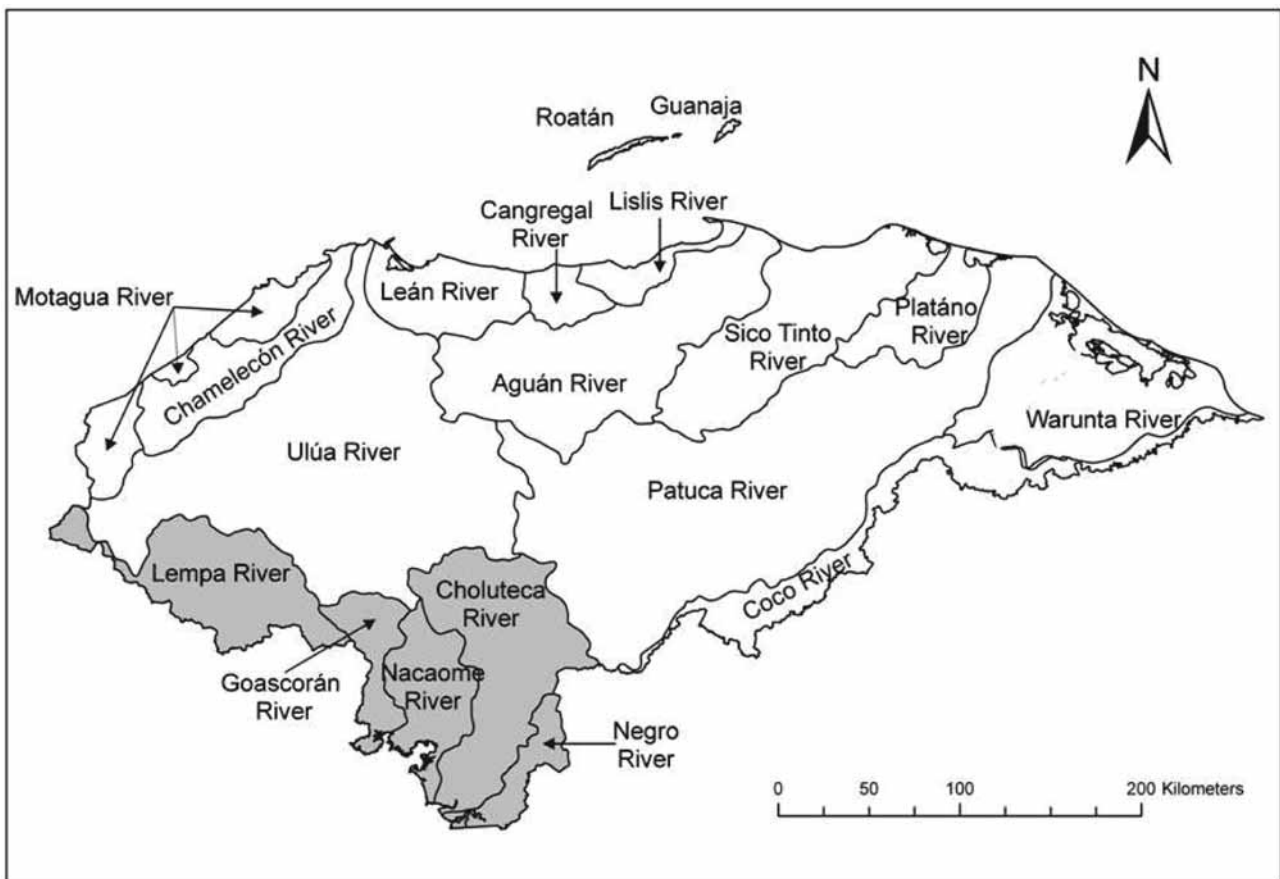 N
Guanaja
Roatán
Lislis River
Cangregal
River
Motagua River
Leán River
Chamelecón River
Platáno
River
Sico Tinto
River
Aguán River
Warunta River
Ulúa River
Patuca River
Lempa River
Choluteca
River
Coco River
Goascorán
River
Nacaome
River
Negro
River
0 50 100 200 Kilometers